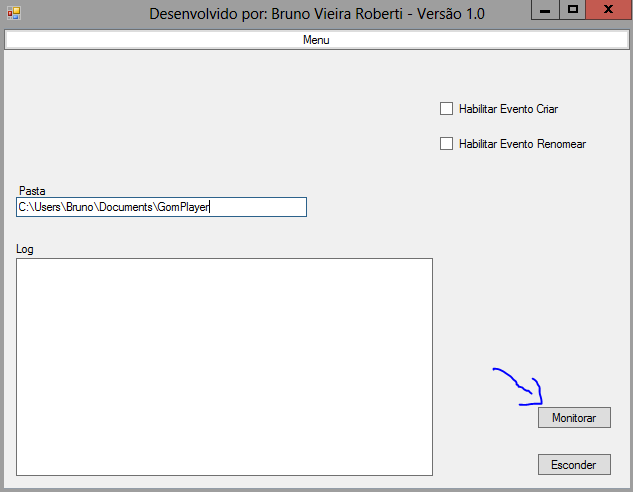 Desenvolvido por: Bruno Vieira Roberti - Versão 1.0
Menu
Habilitar Evento Criar
Habilitar Evento Renomear
Pasta
C:\Users\Bruno\Documents\GomPlayer
Log
Monitorar
Esconder